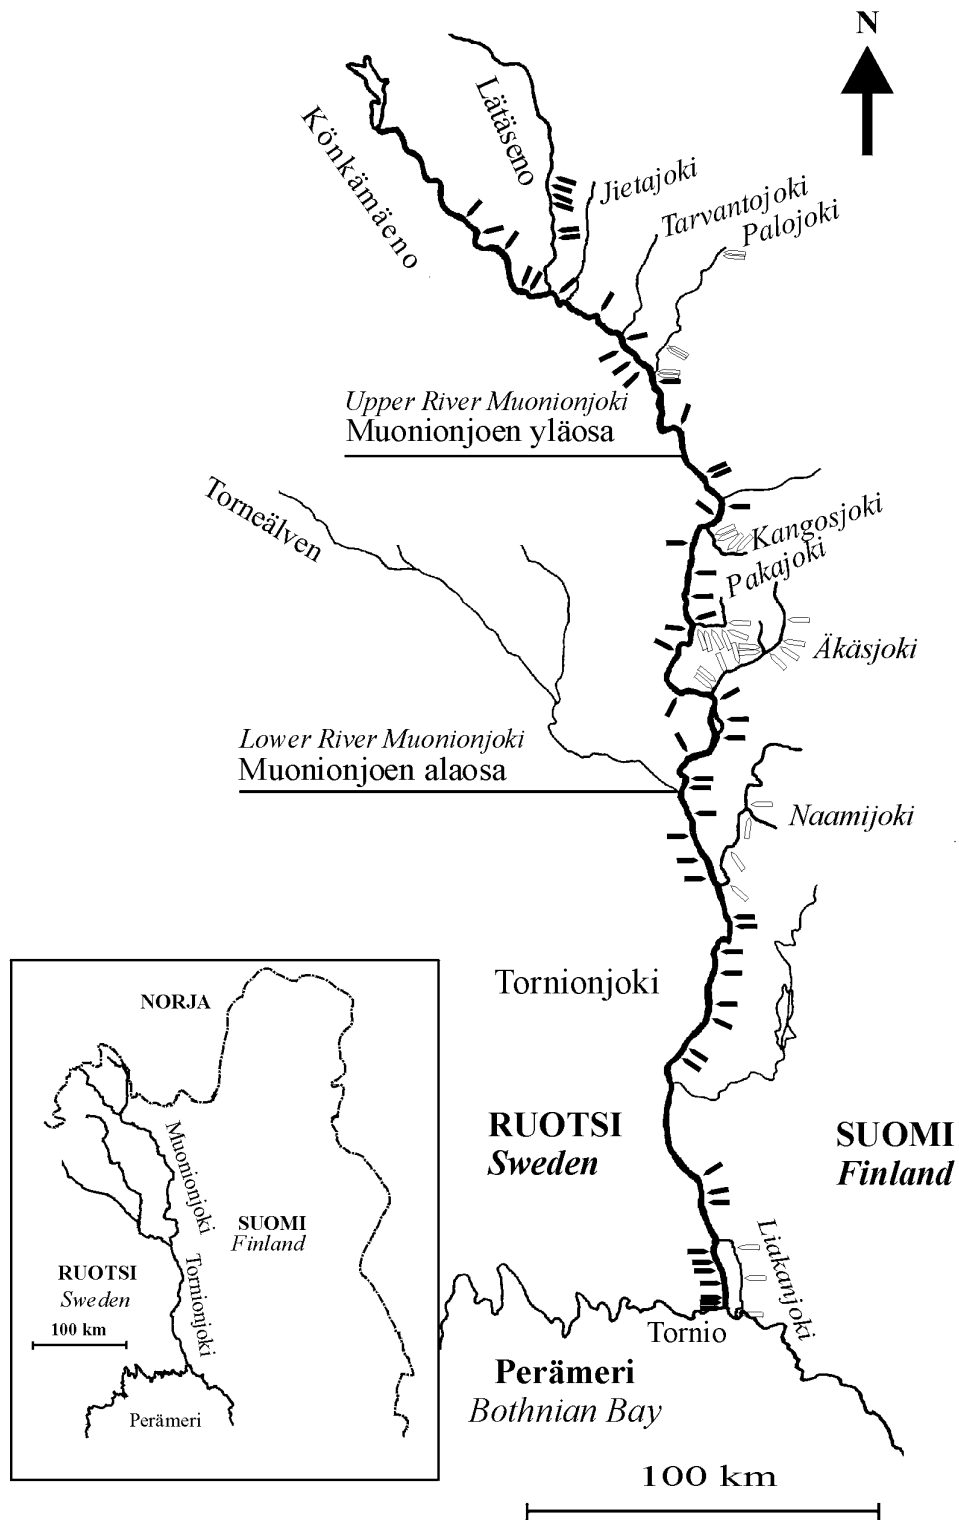 N
Könkämäeno
Lätäseno
Jietajoki
Tarvantojoki
Palojoki
Upper River Muonionjoki
Muonionjoen yläosa
Torneälven
Kangosjoki
Pakajoki
Äkäsjoki
Lower River Muonionjoki
Muonionjoen alaosa
Naamijoki
Tornionjoki
RUOTSI
Sweden
SUOMI
Finland
Liakanjoki
Tornio
Perämeri
Bothnian Bay
100 km
NORJA
Muonionjoki
SUOMI
Finland
RUOTSI
Sweden
Tornionjoki
100 km
Perämeri